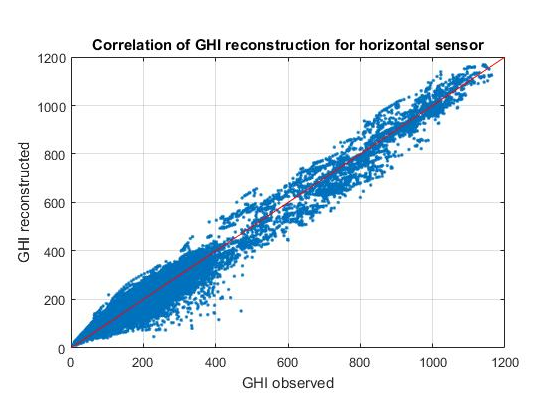 Correlation of GHI reconstruction for horizontal sensor
GHI reconstructed
1200
1000
800
600
400
200
0
0 200 400 600 800 1000 1200
GHI observed